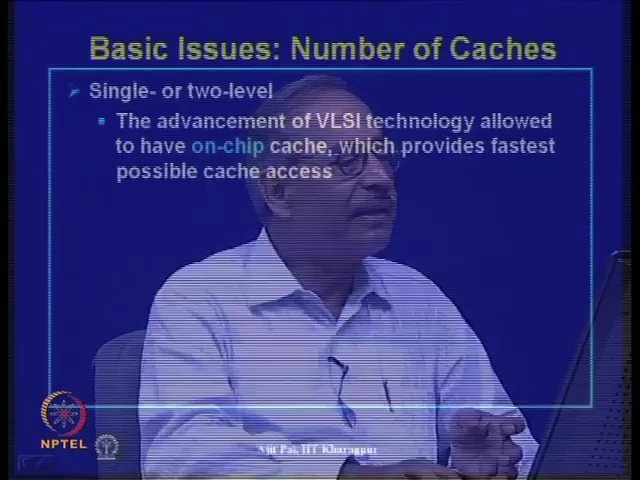 Basic Issues: Number of Caches
Single- or two-level
The advancement of VLSI technology allowed
to have on-chip cache, which provides fastest
possible cache access
NPTEL
Ajit Pal, IIT Kharagpur